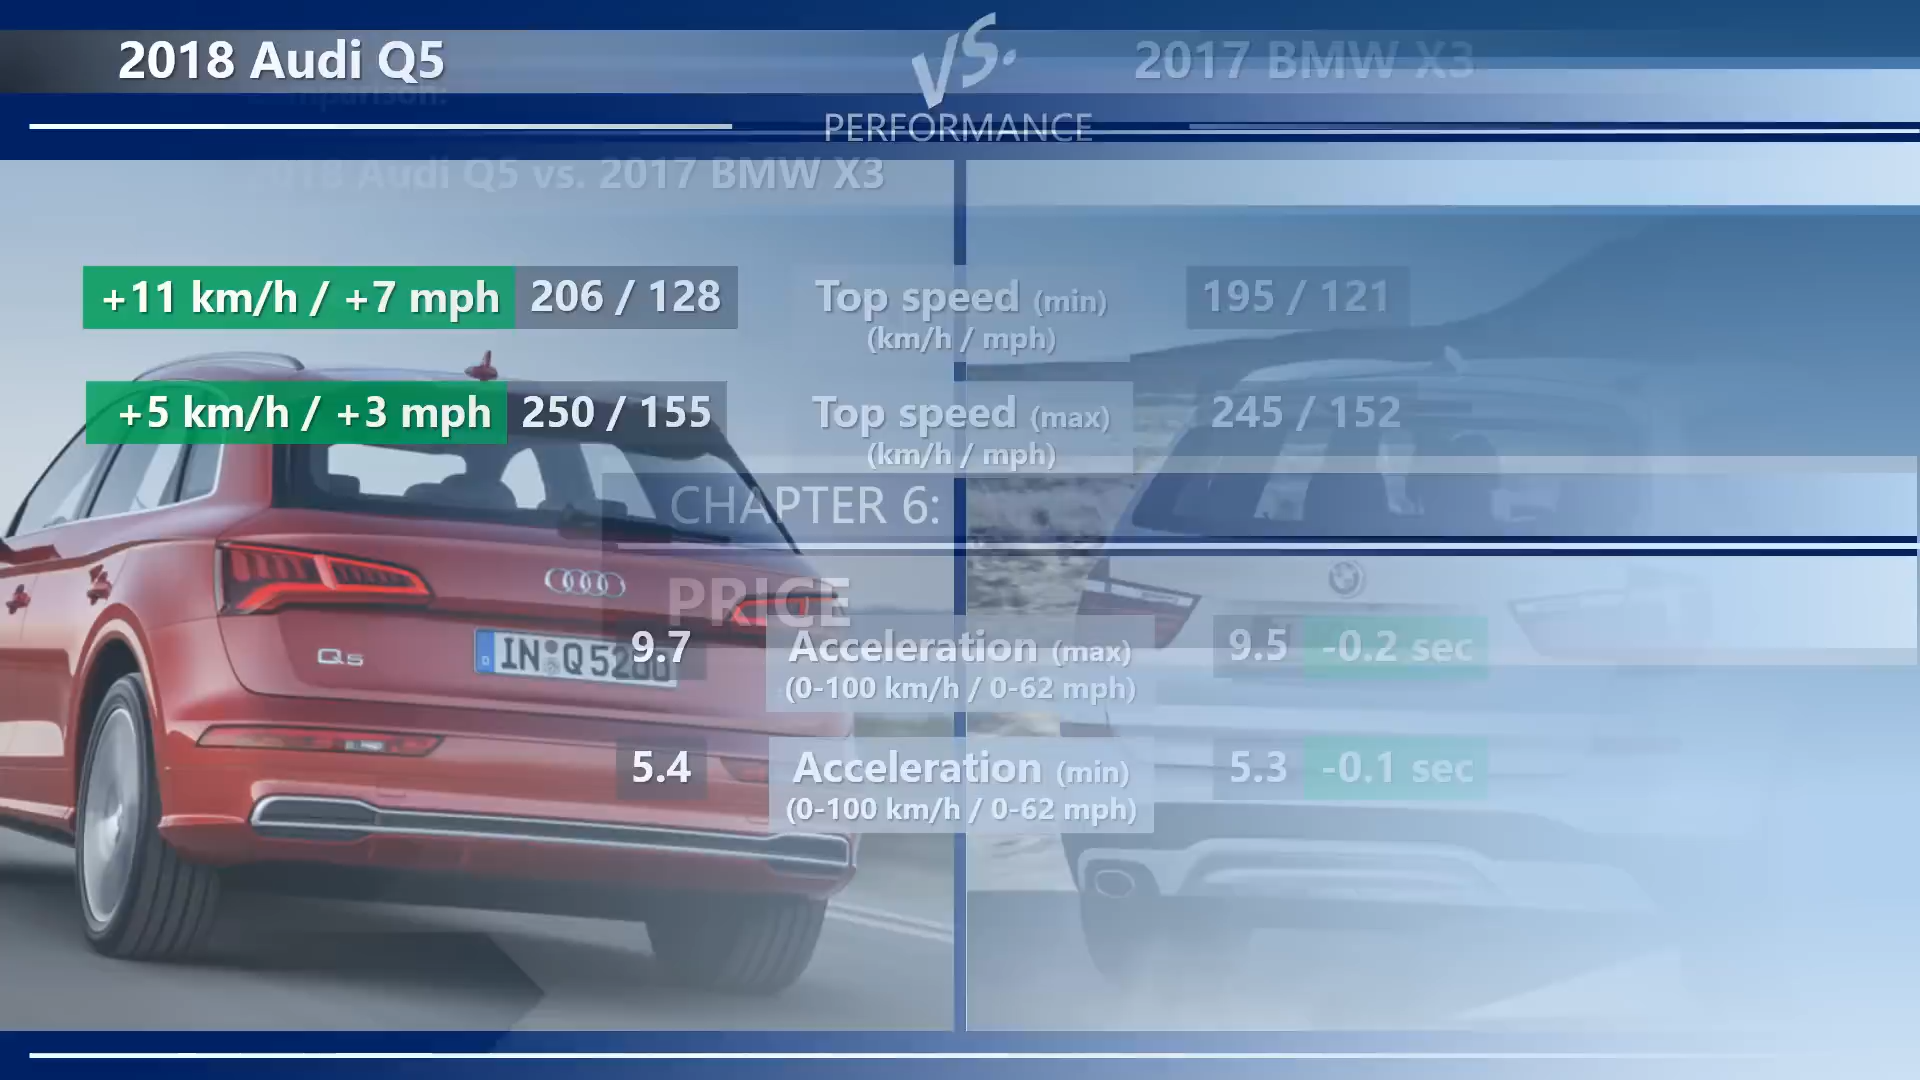 2018 Audi Q5
VS.
2017 BMW X3
Comparison:
PERFORMANCE
2018 Audi Q5 vs. 2017 BMW X3
+11 km/h / +7 mph 206 / 128 Top speed (min) 195 / 121
(km/h / mph)
+5 km/h / +3 mph 250 / 155 Top speed (max) 245 / 152
(km/h / mph)
CHAPTER 6:
PRICE
Q5
D IN Q 5200
9.7 Acceleration (max) 9.5 -0.2 sec
(0-100 km/h / 0-62 mph)
5.4 Acceleration (min) 5.3 -0.1 sec
(0-100 km/h / 0-62 mph)